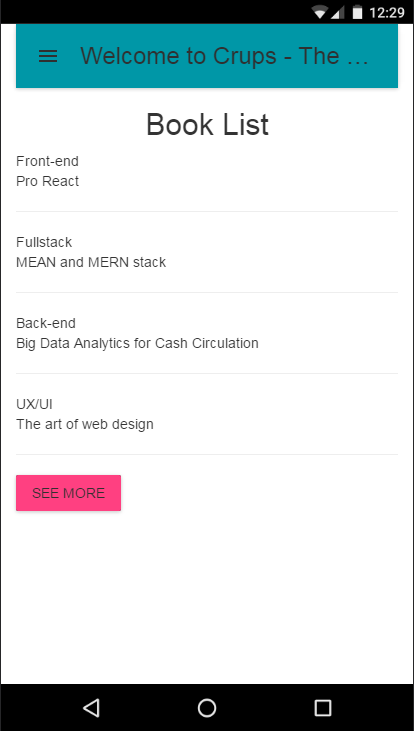 12:29
Welcome to Crups - The ...
Book List
Front-end
Pro React
Fullstack
MEAN and MERN stack
Back-end
Big Data Analytics for Cash Circulation
UX/UI
The art of web design
SEE MORE